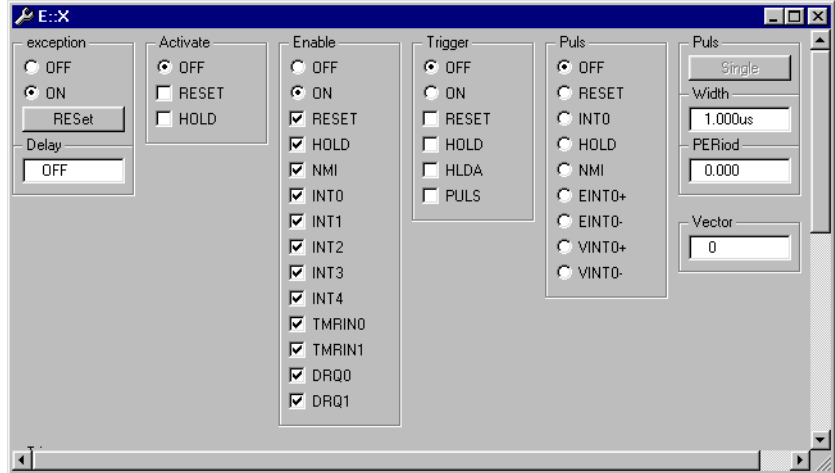 E::X
exception
OFF
ON
RESet
Delay
OFF
Activate
OFF
RESET
HOLD
Enable
OFF
ON
RESET
HOLD
NMI
INT0
INT1
INT2
INT3
INT4
TMRIN0
TMRIN1
DRQ0
DRQ1
Trigger
OFF
ON
RESET
HOLD
HLDA
PULS
Puls
OFF
RESET
INT0
HOLD
NMI
EINT0+
EINT0-
VINT0+
VINT0-
Puls
Single
Width
1.000us
PERiod
0.000
Vector
0